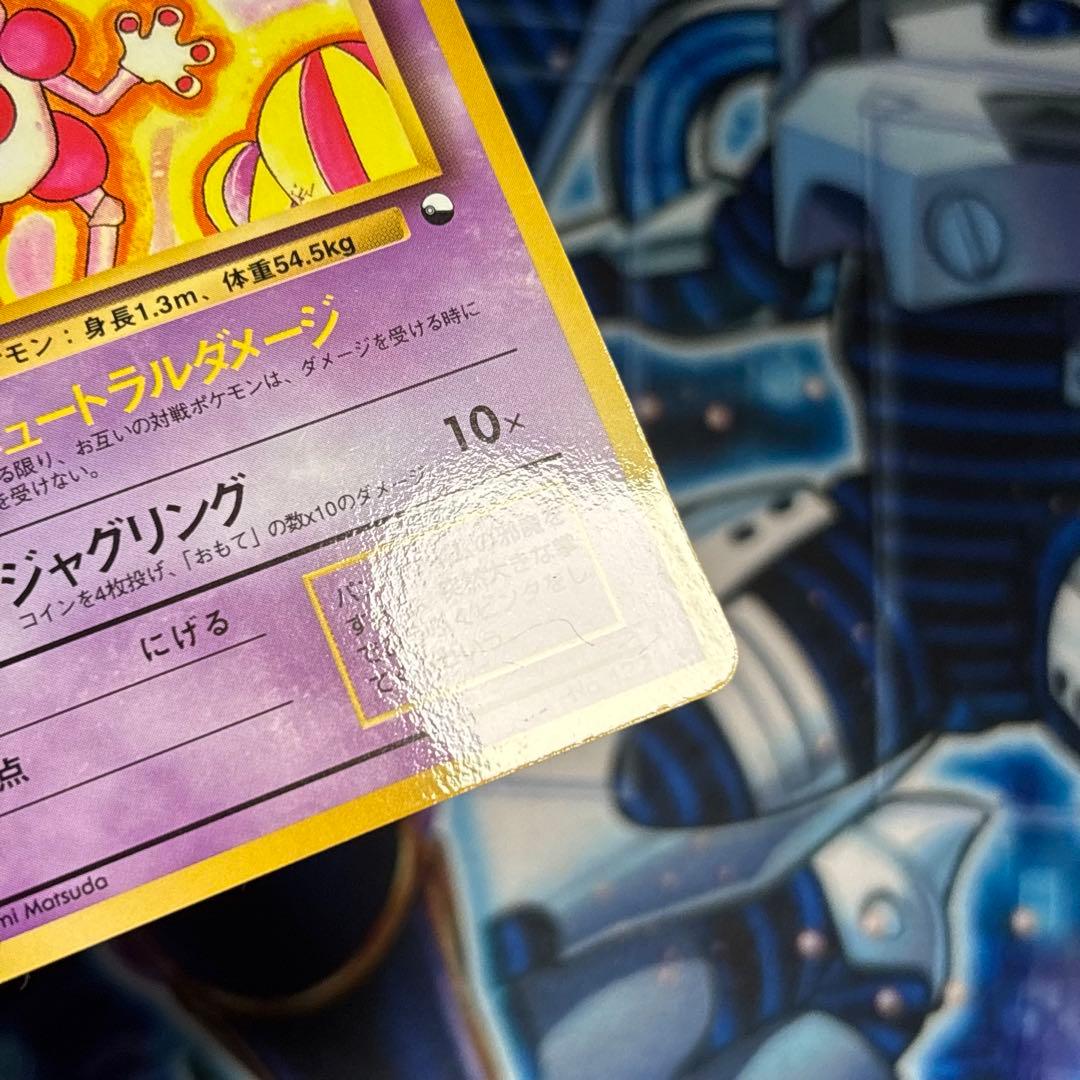 モン：身長1.3m、体重54.5kg
ュートラルダメージ
る限り、お互いの対戦ポケモンは、ダメージを受ける時に
を受けない。
ジャグリング 10×
コインを4枚投げ、「おもて」の数x10のダメージ
にげる
点
mi Matsuda